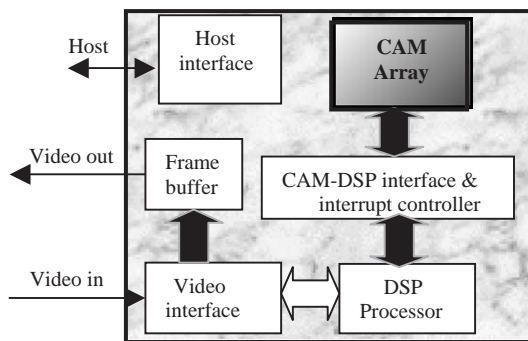 Host
Host
interface
CAM
Array
Video out
Frame
buffer
CAM-DSP interface &
interrupt controller
Video in
Video
interface
DSP
Processor